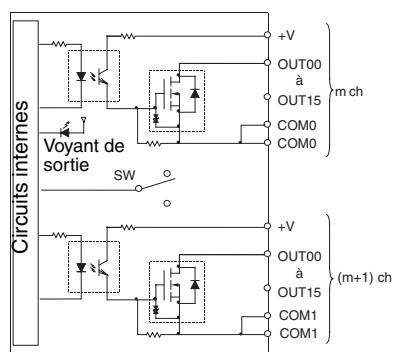 +V
OUT00
à
OUT15
COM0
COM0
m ch
Circuits internes
Voyant de
sortie
SW
+V
OUT00
à
OUT15
COM1
COM1
(m+1) ch